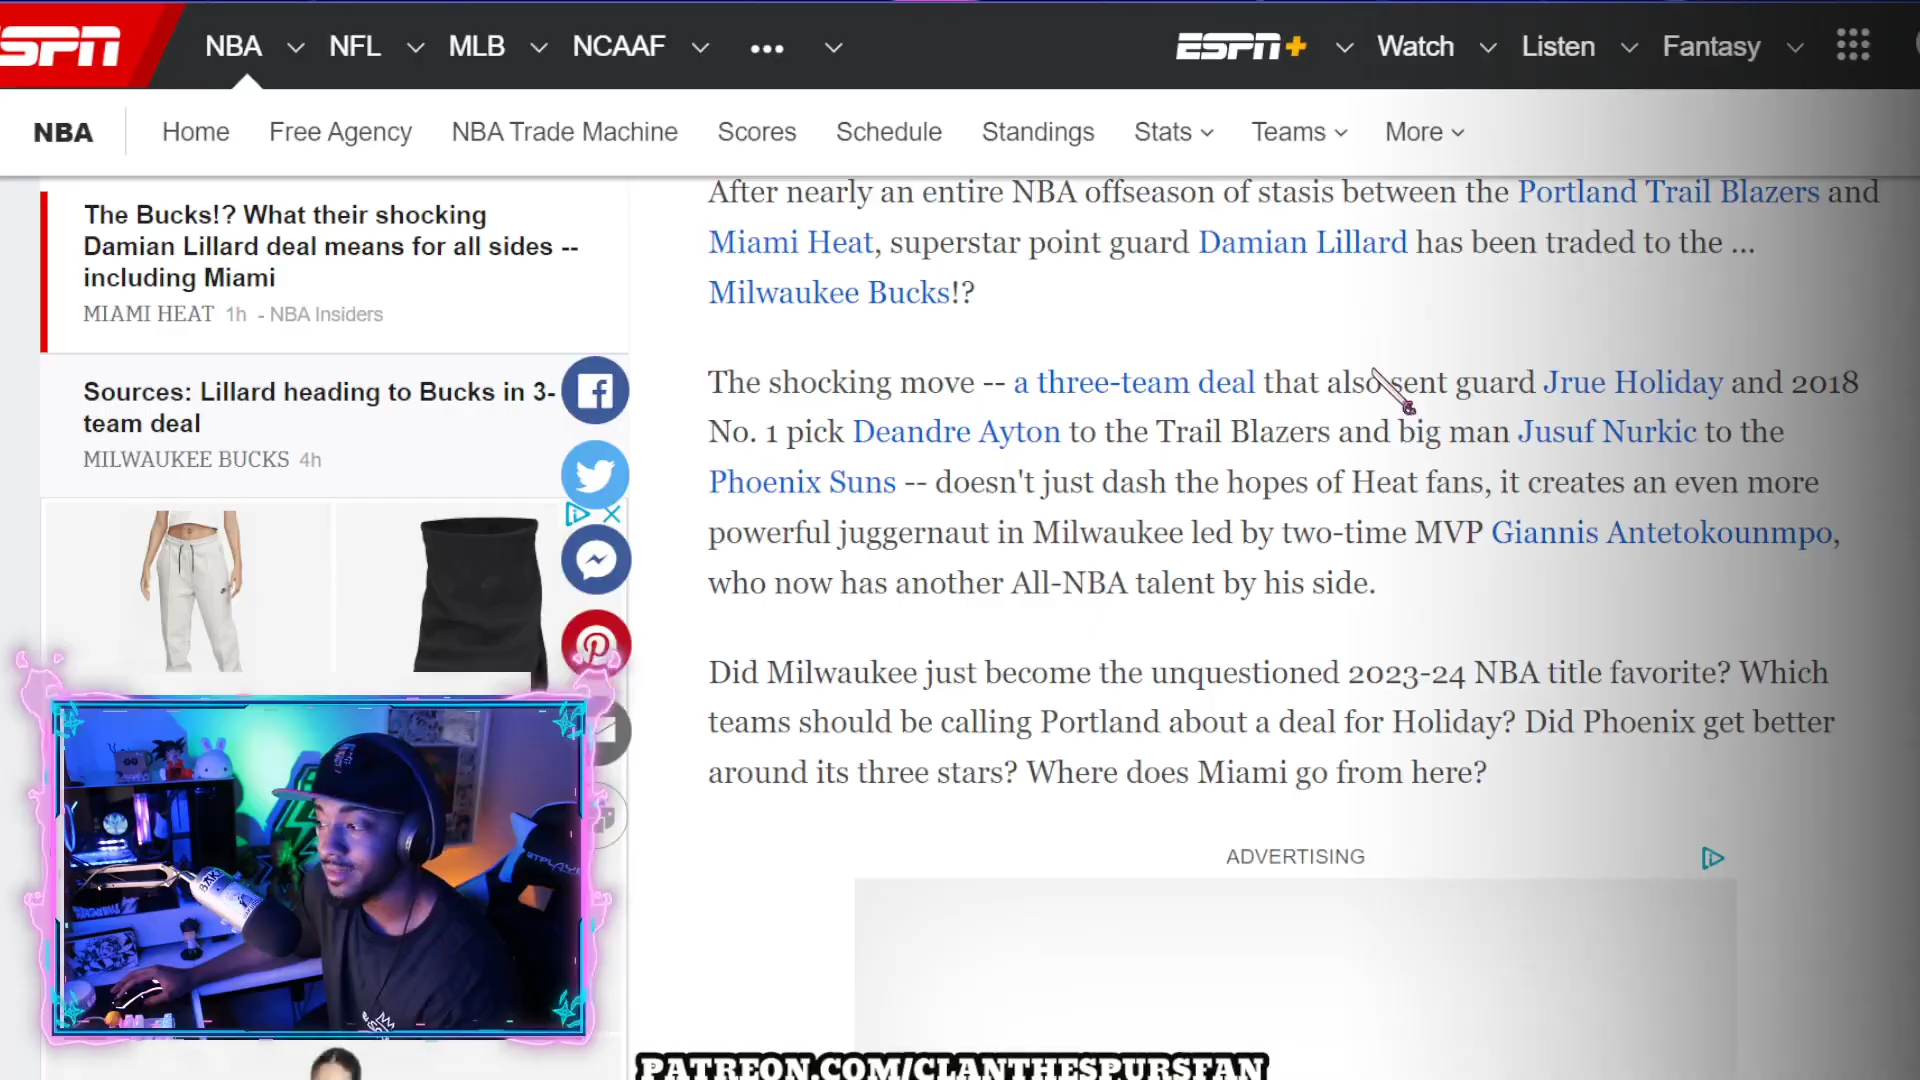 ESPN NBA NFL MLB NCAAF ••• ESPN+ Watch Listen Fantasy
NBA Home Free Agency NBA Trade Machine Scores Schedule Standings Stats Teams More
The Bucks!? What their shocking
Damian Lillard deal means for all sides --
including Miami
MIAMI HEAT 1h - NBA Insiders
Sources: Lillard heading to Bucks in 3-
team deal
MILWAUKEE BUCKS 4h
After nearly an entire NBA offseason of stasis between the Portland Trail Blazers and
Miami Heat, superstar point guard Damian Lillard has been traded to the ...
Milwaukee Bucks!?
The shocking move -- a three-team deal that also sent guard Jrue Holiday and 2018
No. 1 pick Deandre Ayton to the Trail Blazers and big man Jusuf Nurkic to the
Phoenix Suns -- doesn't just dash the hopes of Heat fans, it creates an even more
powerful juggernaut in Milwaukee led by two-time MVP Giannis Antetokounmpo,
who now has another All-NBA talent by his side.
Did Milwaukee just become the unquestioned 2023-24 NBA title favorite? Which
teams should be calling Portland about a deal for Holiday? Did Phoenix get better
around its three stars? Where does Miami go from here?
ADVERTISING
PATREON.COM/CLANTHESPURSFAN